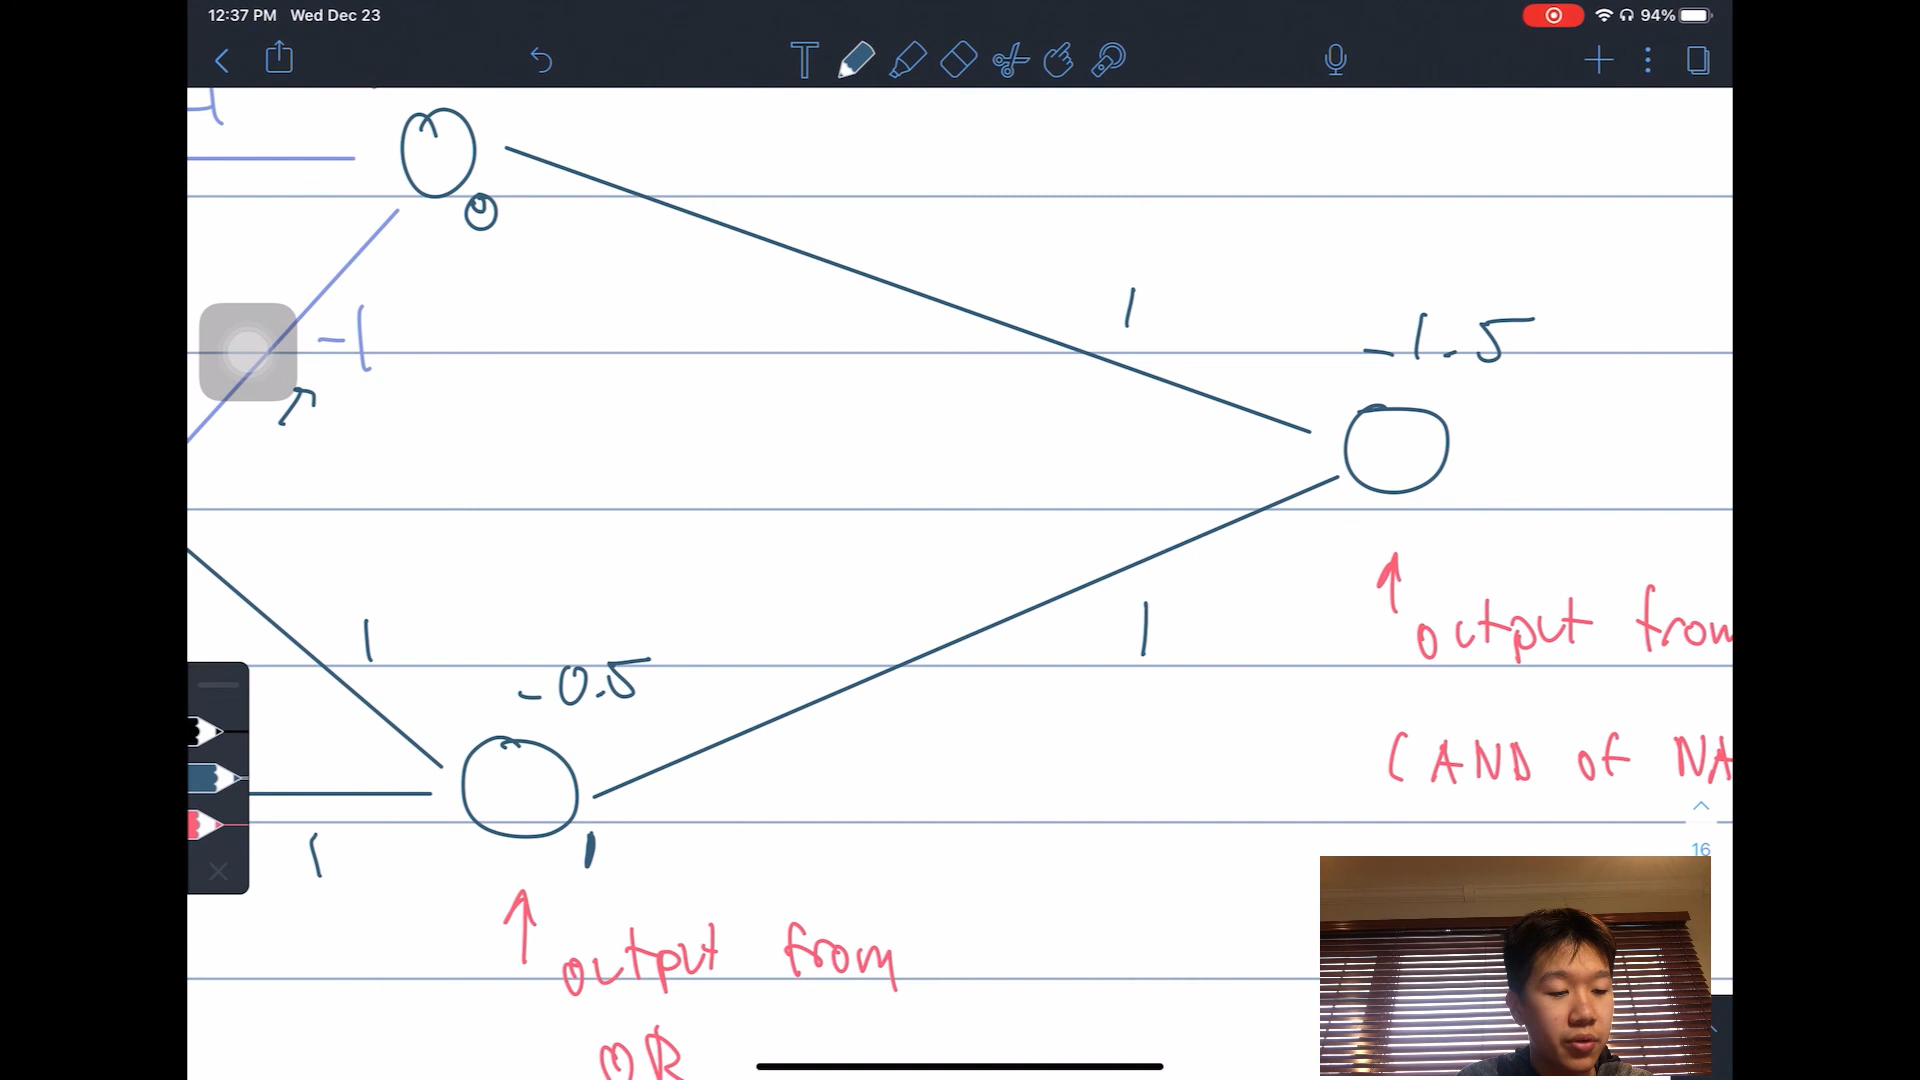 12:37 PM Wed Dec 23
94%
0
-1
1
-1.5
1
1
-0.5
1
1
output from
(AND of NA
16
output from
OR